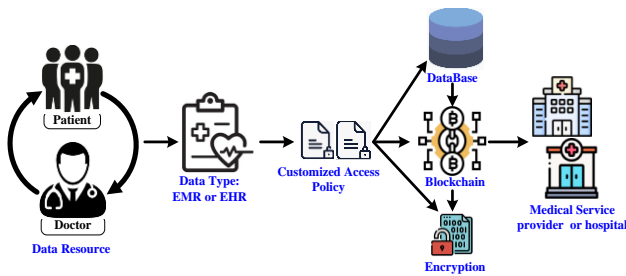 Patient
Doctor
Data Resource
Data Type:
EMR or EHR
Customized Access
Policy
DataBase
Blockchain
Encryption
Medical Service
provider or hospital